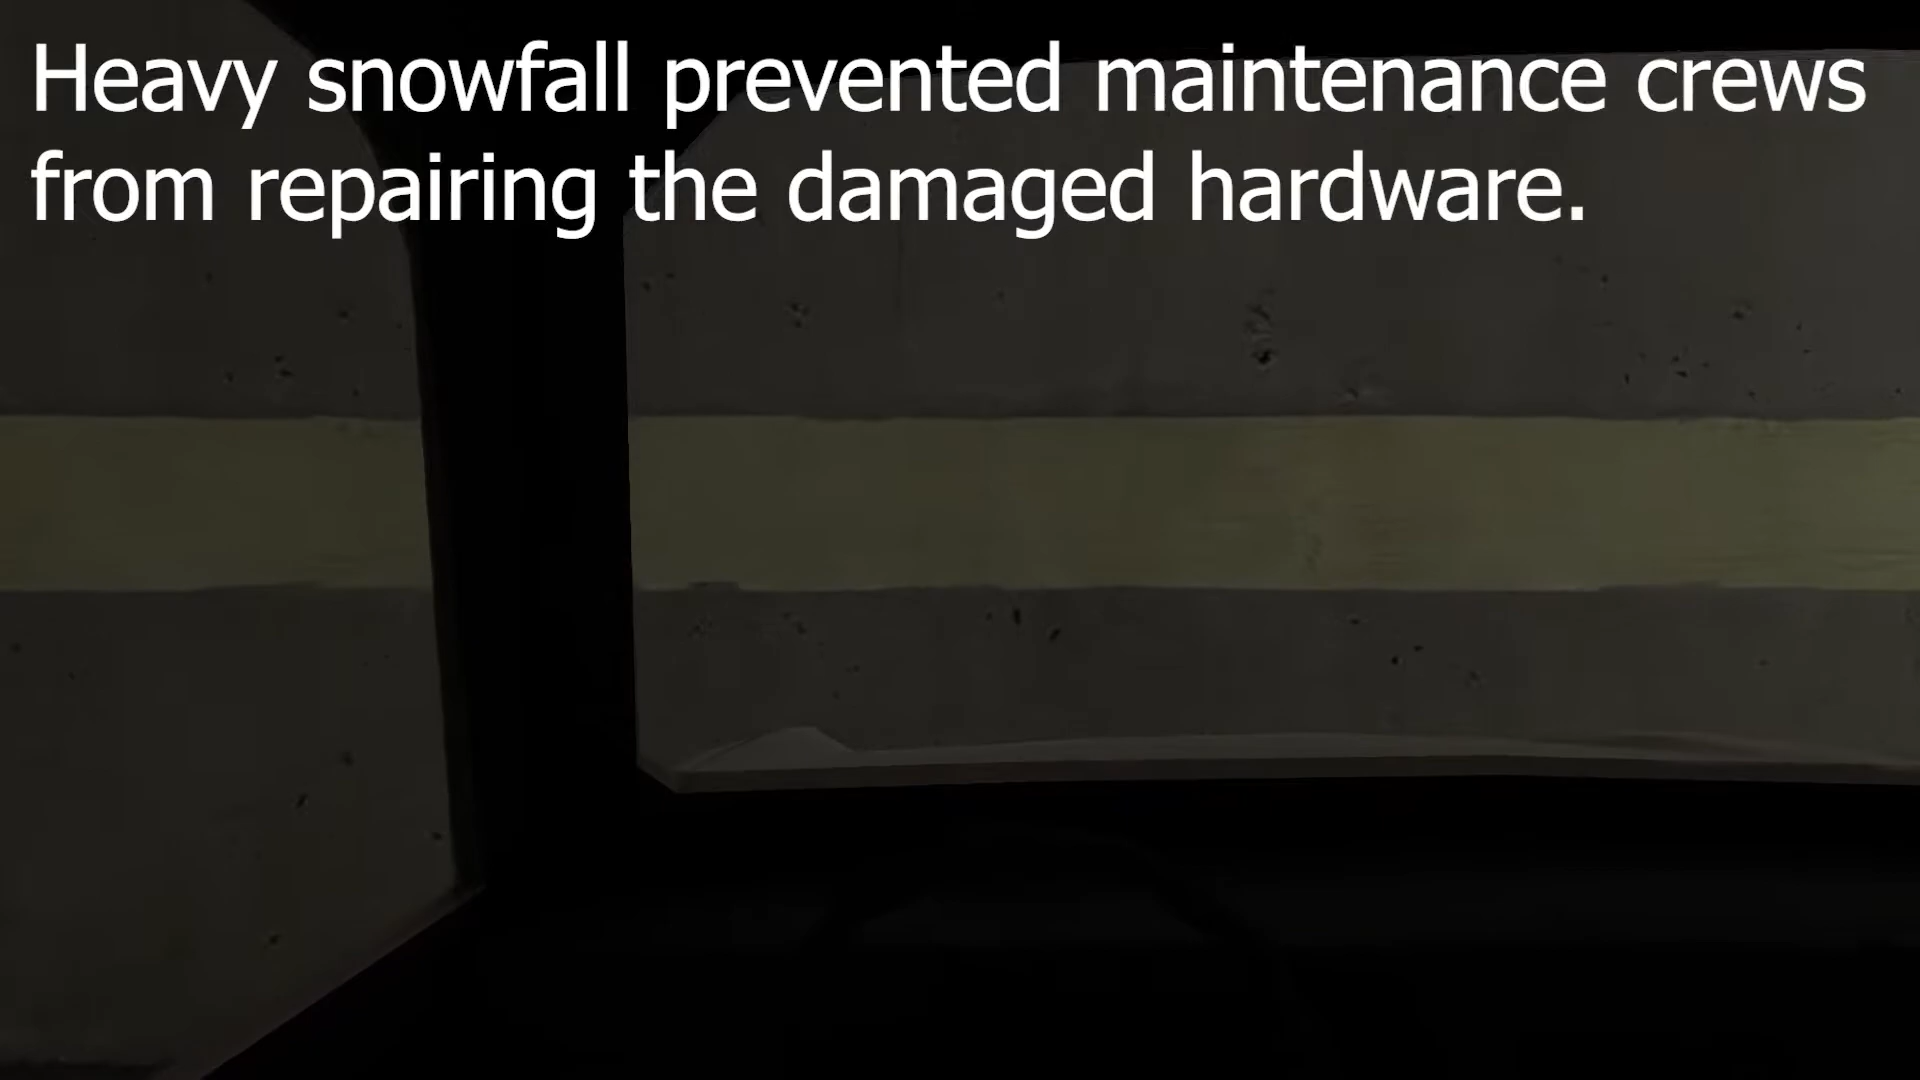 Heavy snowfall prevented maintenance crews
from repairing the damaged hardware.